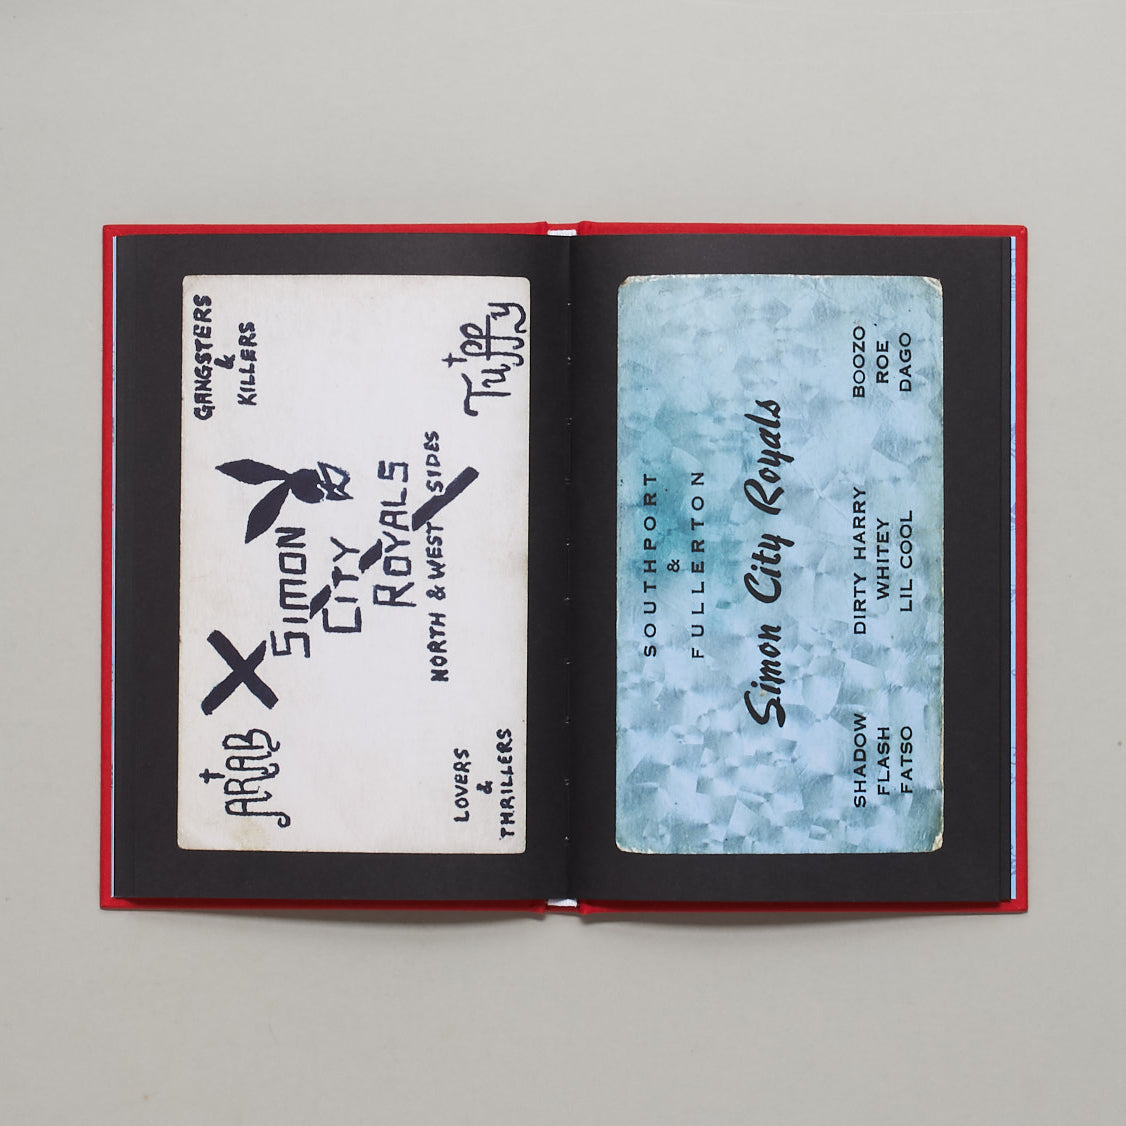 ARAB
GANGSTERS
&
KILLERS
SIMON
CITY
ROYALS
NORTH & WEST SIDES
LOVERS
&
THRILLERS
Tuffy
SOUTHPORT
&
FULLERTON
Simon City Royals
SHADOW
FLASH
FATSO
DIRTY HARRY
WHITEY
LIL COOL
BOOZO
ROE
DAGO